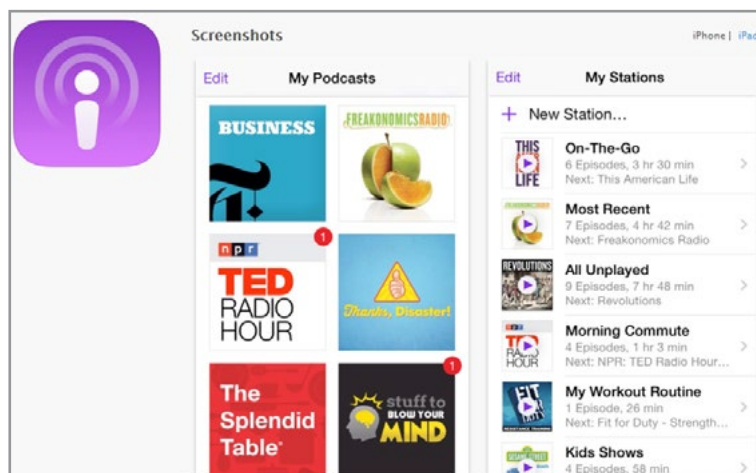 Screenshots
iPhone | iPad
Edit
My Podcasts
BUSINESS
FREAKONOMICS RADIO
npr
1
TED
RADIO
HOUR
Thanks, Disaster!
The
Splendid
Table®
1
stuff to
BLOW YOUR
MIND
Edit
My Stations
+ New Station...
THIS
LIFE
On-The-Go
6 Episodes, 3 hr 30 min
Next: This American Life
FREAKONOMICS RADIO
Most Recent
7 Episodes, 4 hr 42 min
Next: Freakonomics Radio
REVOLUTIONS
All Unplayed
9 Episodes, 7 hr 48 min
Next: Revolutions
npr
Morning Commute
4 Episodes, 1 hr 3 min
Next: NPR: TED Radio Hour...
FIT
My Workout Routine
1 Episode, 26 min
Next: Fit for Duty - Strength...
SESAME STREET
Kids Shows
4 Episodes, 58 min